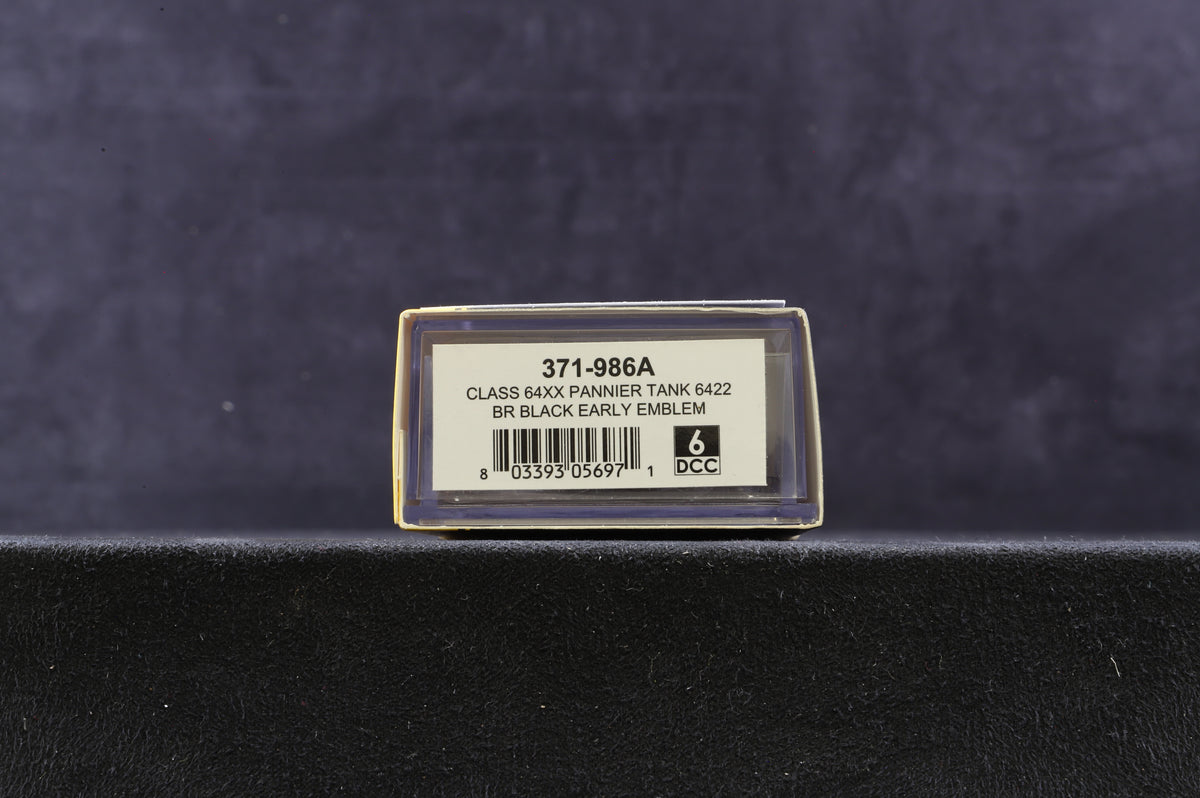 371-986A
CLASS 64XX PANNIER TANK 6422
BR BLACK EARLY EMBLEM
6
DCC
8 03393 05697 1